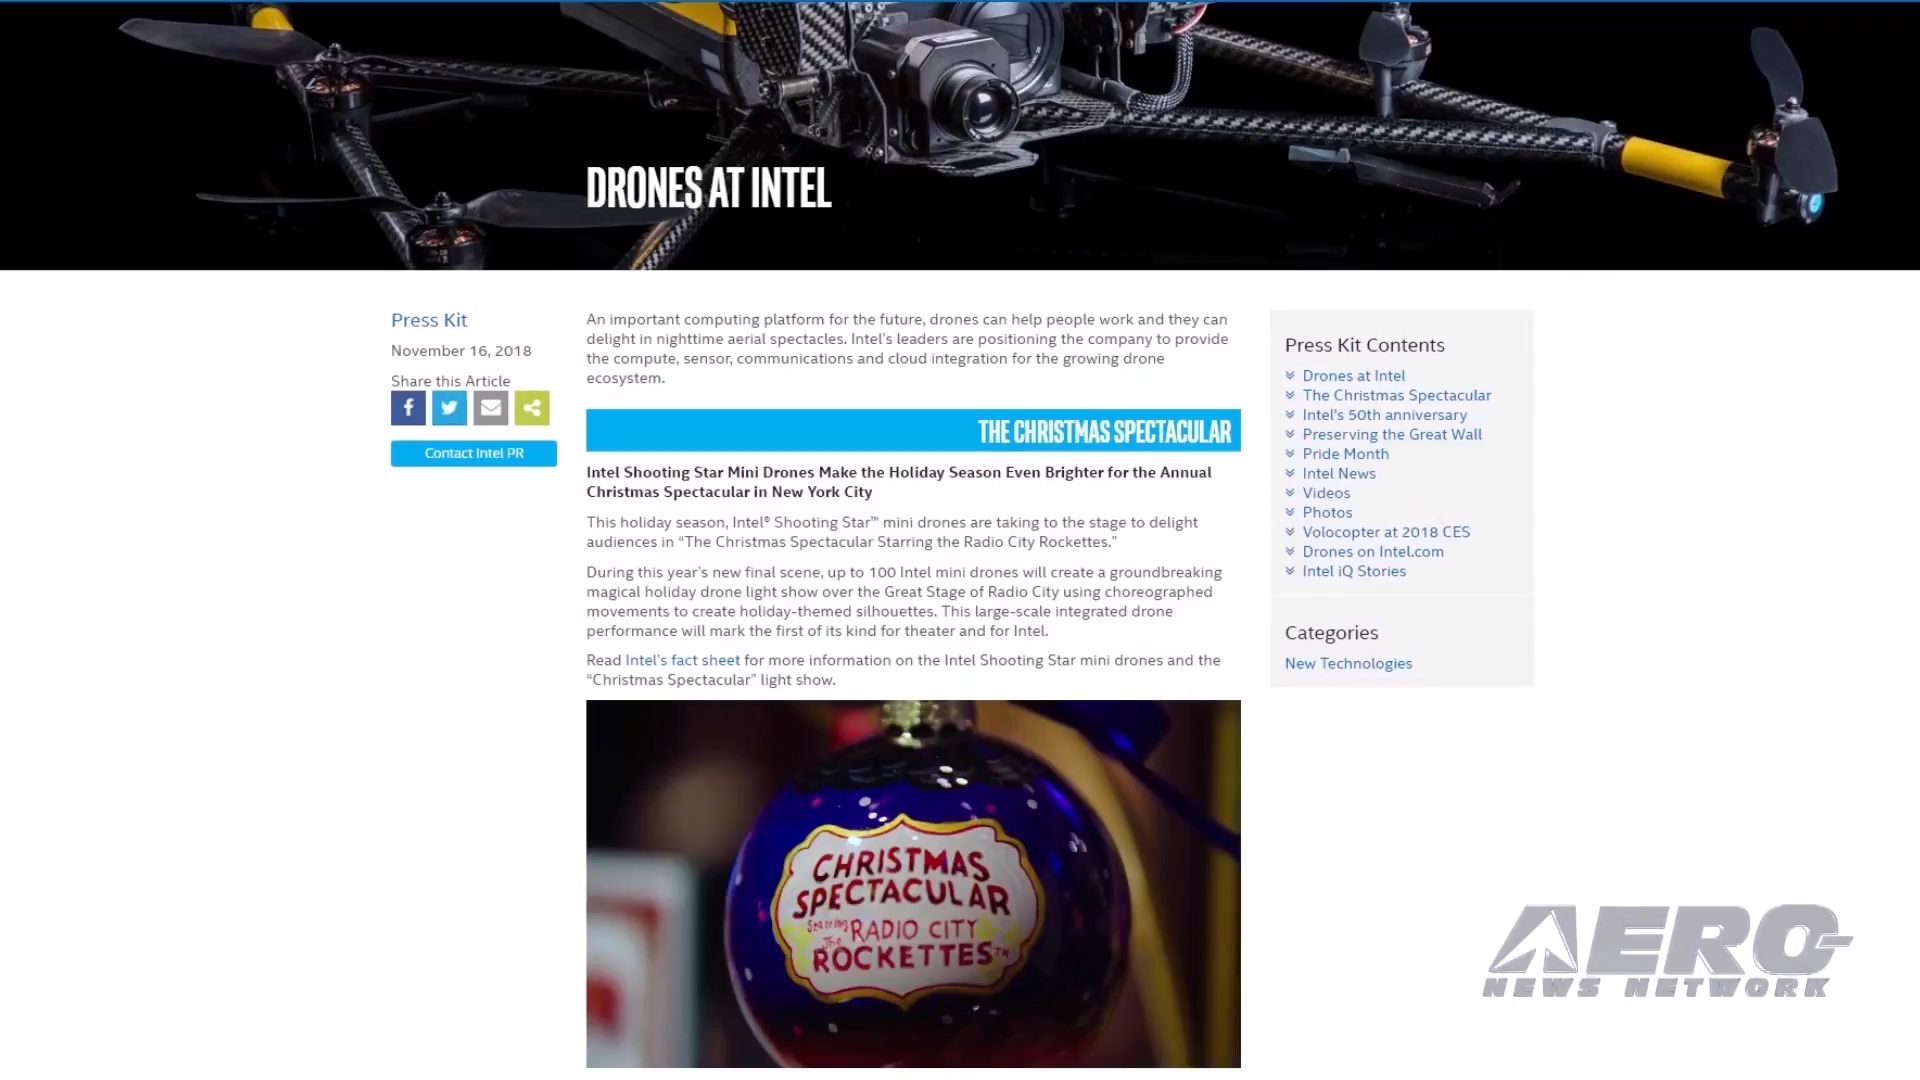 DRONES AT INTEL
Press Kit
November 16, 2018
Share this Article
Contact Intel PR
An important computing platform for the future, drones can help people work and they can
delight in nighttime aerial spectacles. Intel's leaders are positioning the company to provide
the compute, sensor, communications and cloud integration for the growing drone
ecosystem.
THE CHRISTMAS SPECTACULAR
Intel Shooting Star Mini Drones Make the Holiday Season Even Brighter for the Annual
Christmas Spectacular in New York City
This holiday season, Intel® Shooting Star™ mini drones are taking to the stage to delight
audiences in “The Christmas Spectacular Starring the Radio City Rockettes.”
During this year's new final scene, up to 100 Intel mini drones will create a groundbreaking
magical holiday drone light show over the Great Stage of Radio City using choreographed
movements to create holiday-themed silhouettes. This large-scale integrated drone
performance will mark the first of its kind for theater and for Intel.
Read Intel's fact sheet for more information on the Intel Shooting Star mini drones and the
“Christmas Spectacular” light show.
CHRISTMAS
SPECTACULAR
Starring RADIO CITY
The ROCKETTES™
Press Kit Contents
Drones at Intel
The Christmas Spectacular
Intel's 50th anniversary
Preserving the Great Wall
Pride Month
Intel News
Videos
Photos
Volocopter at 2018 CES
Drones on Intel.com
Intel iQ Stories
Categories
New Technologies
AERO-
NEWS NETWORK